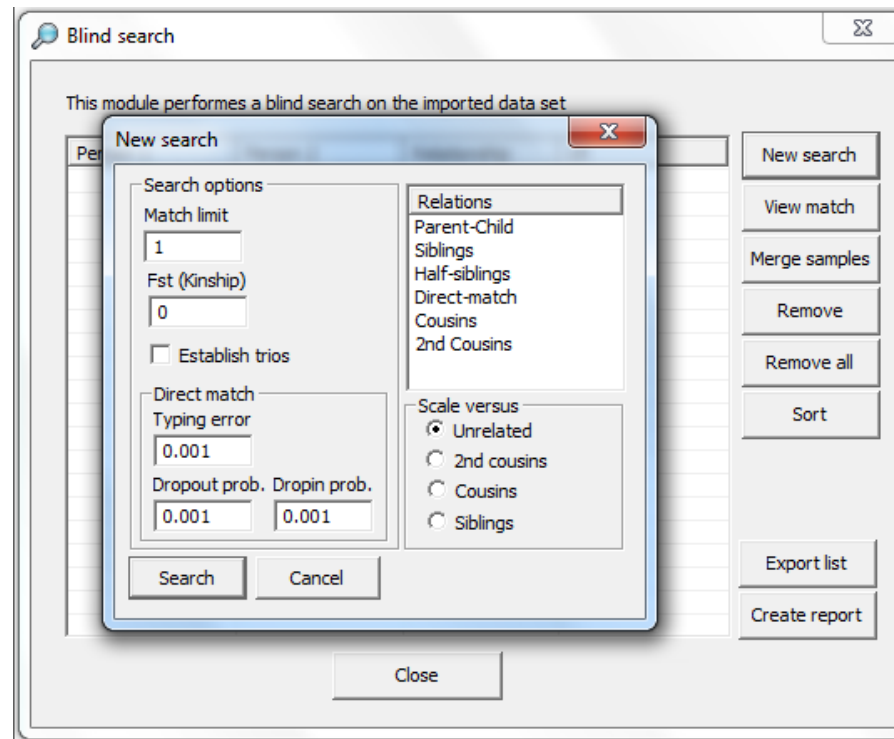 Blind search
This module performes a blind search on the imported data set
New search
Search options
Match limit
1
Fst (Kinship)
0
Establish trios
Direct match
Typing error
0.001
Dropout prob. Dropin prob.
0.001 0.001
Relations
Parent-Child
Siblings
Half-siblings
Direct-match
Cousins
2nd Cousins
Scale versus
Unrelated
2nd cousins
Cousins
Siblings
Search Cancel
New search
View match
Merge samples
Remove
Remove all
Sort
Export list
Create report
Close